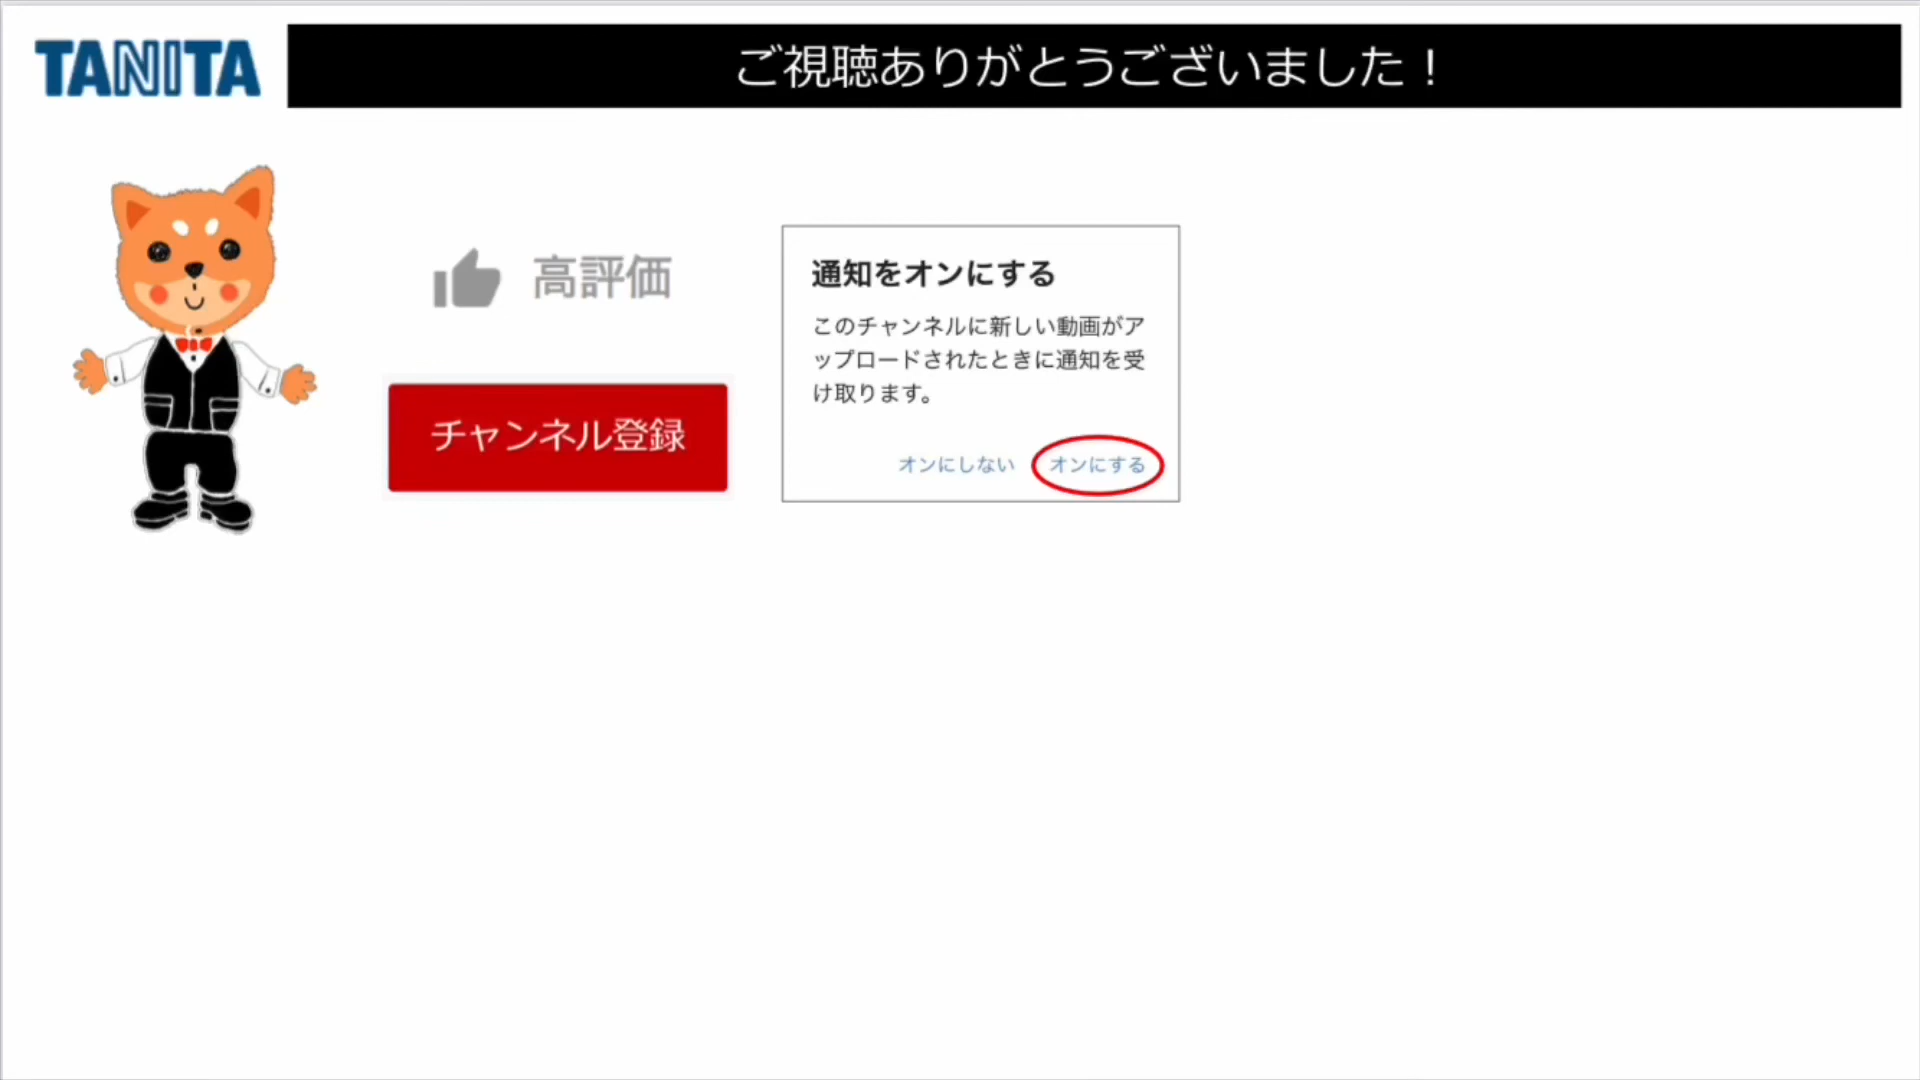 TANITA
ご視聴ありがとうございました！
高評価
チャンネル登録
通知をオンにする
このチャンネルに新しい動画がア
ップロードされたときに通知を受
け取ります。
オンにしない オンにする